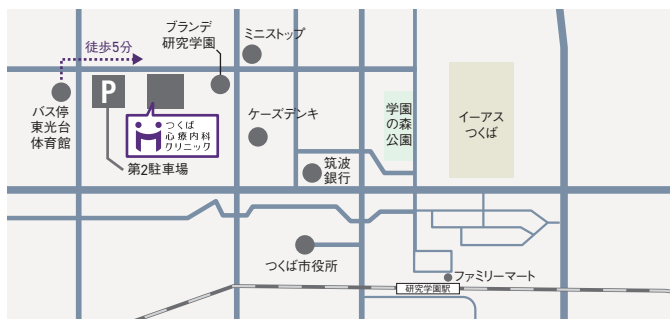 ブランデ
研究学園
ミニストップ
徒歩5分
P
バス停
東光台
体育館
つくば
心療内科
クリニック
第2駐車場
ケーズデンキ
学園
の森
公園
イーアス
つくば
筑波
銀行
つくば市役所
ファミリーマート
研究学園駅